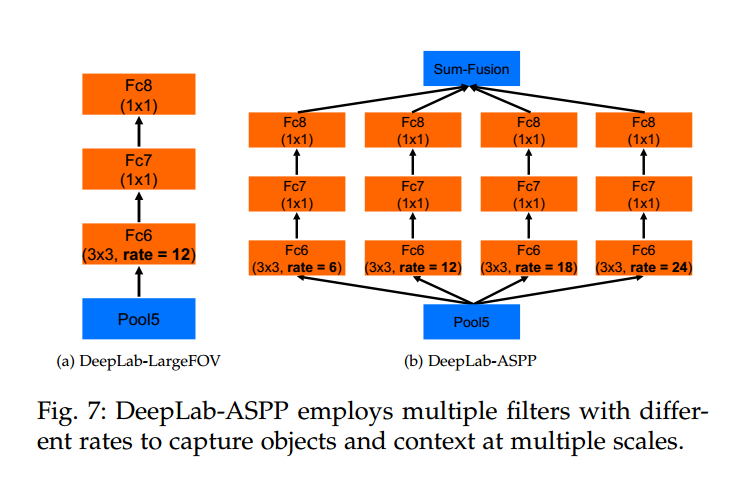 Fc8
(1x1)
Fc7
(1x1)
Fc6
(3x3, rate = 12)
Pool5
(a) DeepLab-LargeFOV
Sum-Fusion
Fc8
(1x1)
Fc8
(1x1)
Fc8
(1x1)
Fc8
(1x1)
Fc7
(1x1)
Fc7
(1x1)
Fc7
(1x1)
Fc7
(1x1)
Fc6
(3x3, rate = 6)
Fc6
(3x3, rate = 12)
Fc6
(3x3, rate = 18)
Fc6
(3x3, rate = 24)
Pool5
(b) DeepLab-ASPP
Fig. 7: DeepLab-ASPP employs multiple filters with differ-
ent rates to capture objects and context at multiple scales.